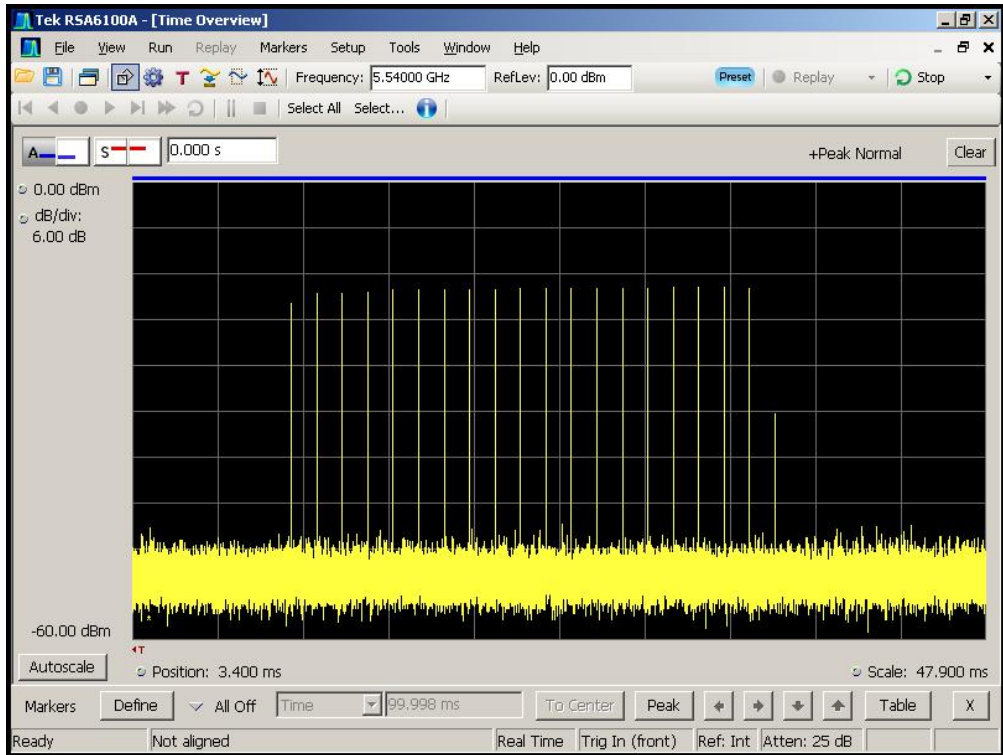 Tek RSA6100A - [Time Overview]
File View Run Replay Markers Setup Tools Window Help
T Frequency: 5.54000 GHz RefLev: 0.00 dBm Preset Replay Stop
Select All Select...
A S 0.000 s +Peak Normal Clear
0.00 dBm
dB/div:
6.00 dB
-60.00 dBm
T
Autoscale Position: 3.400 ms Scale: 47.900 ms
Markers Define All Off Time 99.998 ms To Center Peak Table X
Ready Not aligned Real Time Trig In (front) Ref: Int Atten: 25 dB